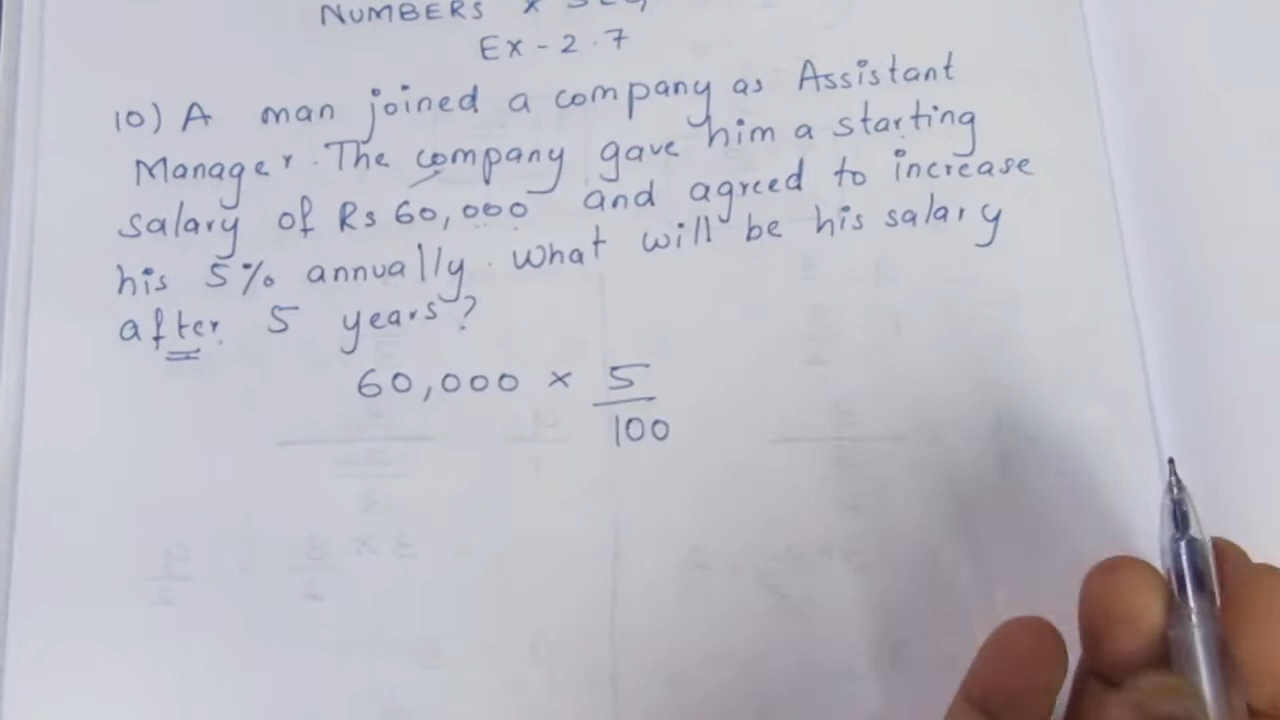 NUMBERS
Ex - 2.7
10) A man joined a company as Assistant
Manager. The company gave him a starting
salary of Rs 60,000 and agreed to increase
his 5% annually. What will be his salary
after 5 years?
60,000 × 5
100